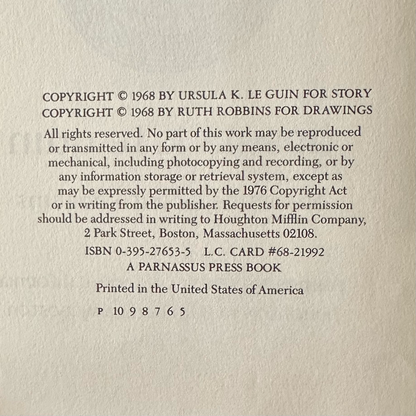 COPYRIGHT © 1968 BY URSULA K. LE GUIN FOR STORY
COPYRIGHT © 1968 BY RUTH ROBBINS FOR DRAWINGS
All rights reserved. No part of this work may be reproduced
or transmitted in any form or by any means, electronic or
mechanical, including photocopying and recording, or by
any information storage or retrieval system, except as
may be expressly permitted by the 1976 Copyright Act
or in writing from the publisher. Requests for permission
should be addressed in writing to Houghton Mifflin Company,
2 Park Street, Boston, Massachusetts 02108.
ISBN 0-395-27653-5 L.C. CARD #68-21992
A PARNASSUS PRESS BOOK
Printed in the United States of America
P 10 9 8 7 6 5